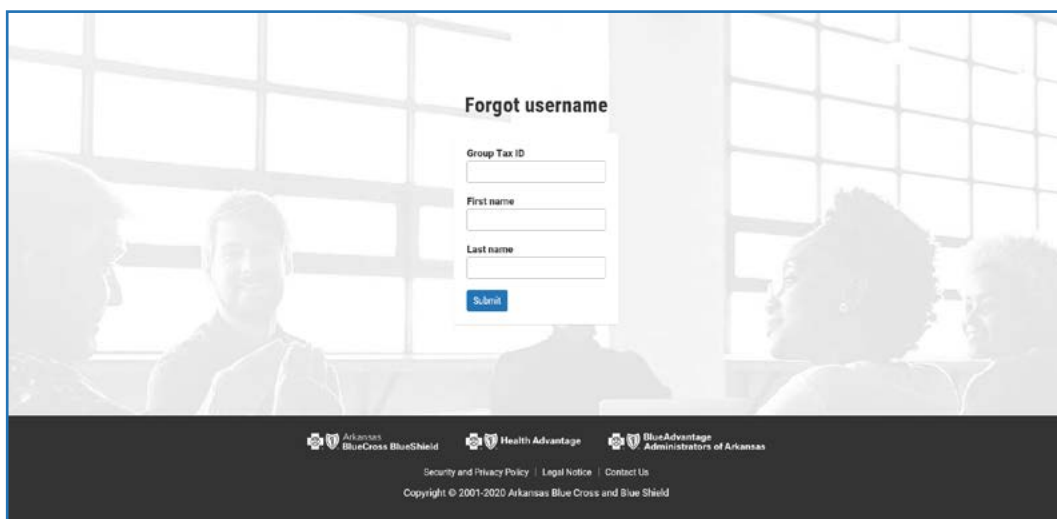 Forgot username
Group Tax ID
First name
Last name
Submit
Arkansas
BlueCross BlueShield
Health Advantage
BlueAdvantage
Administrators of Arkansas
Security and Privacy Policy | Legal Notice | Contact Us
Copyright © 2001-2020 Arkansas Blue Cross and Blue Shield